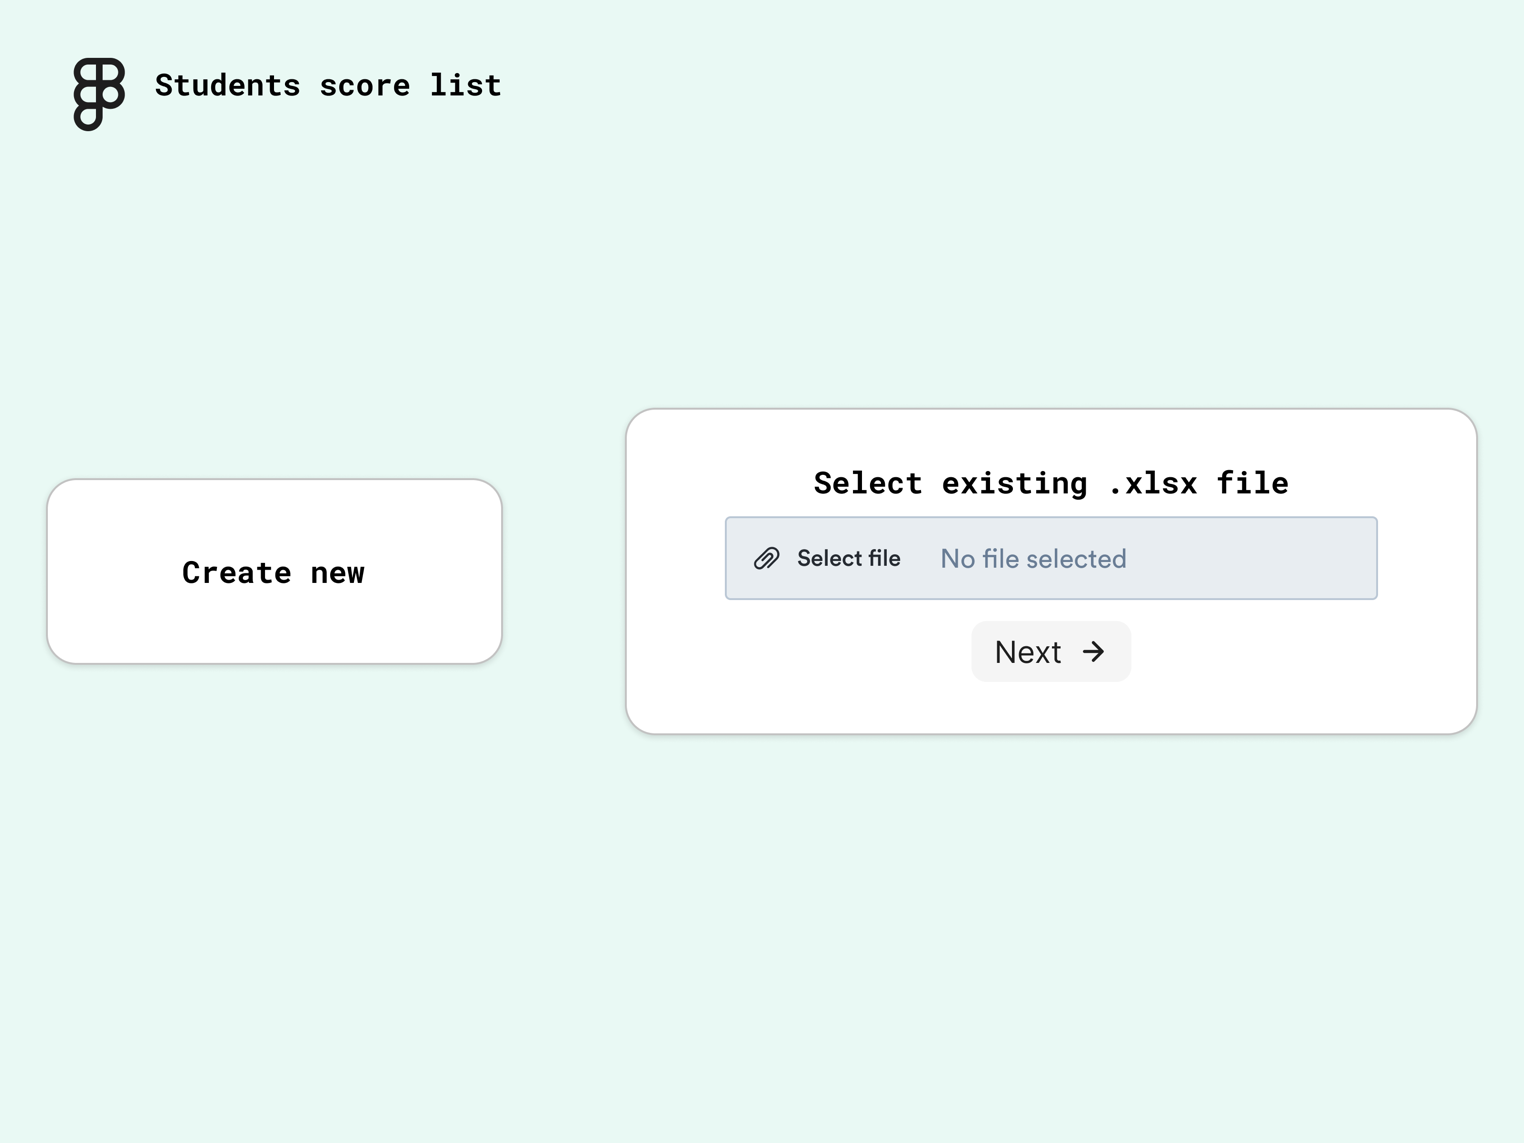 Students score list
Create new
Select existing .xlsx file
Select file No file selected
Next →